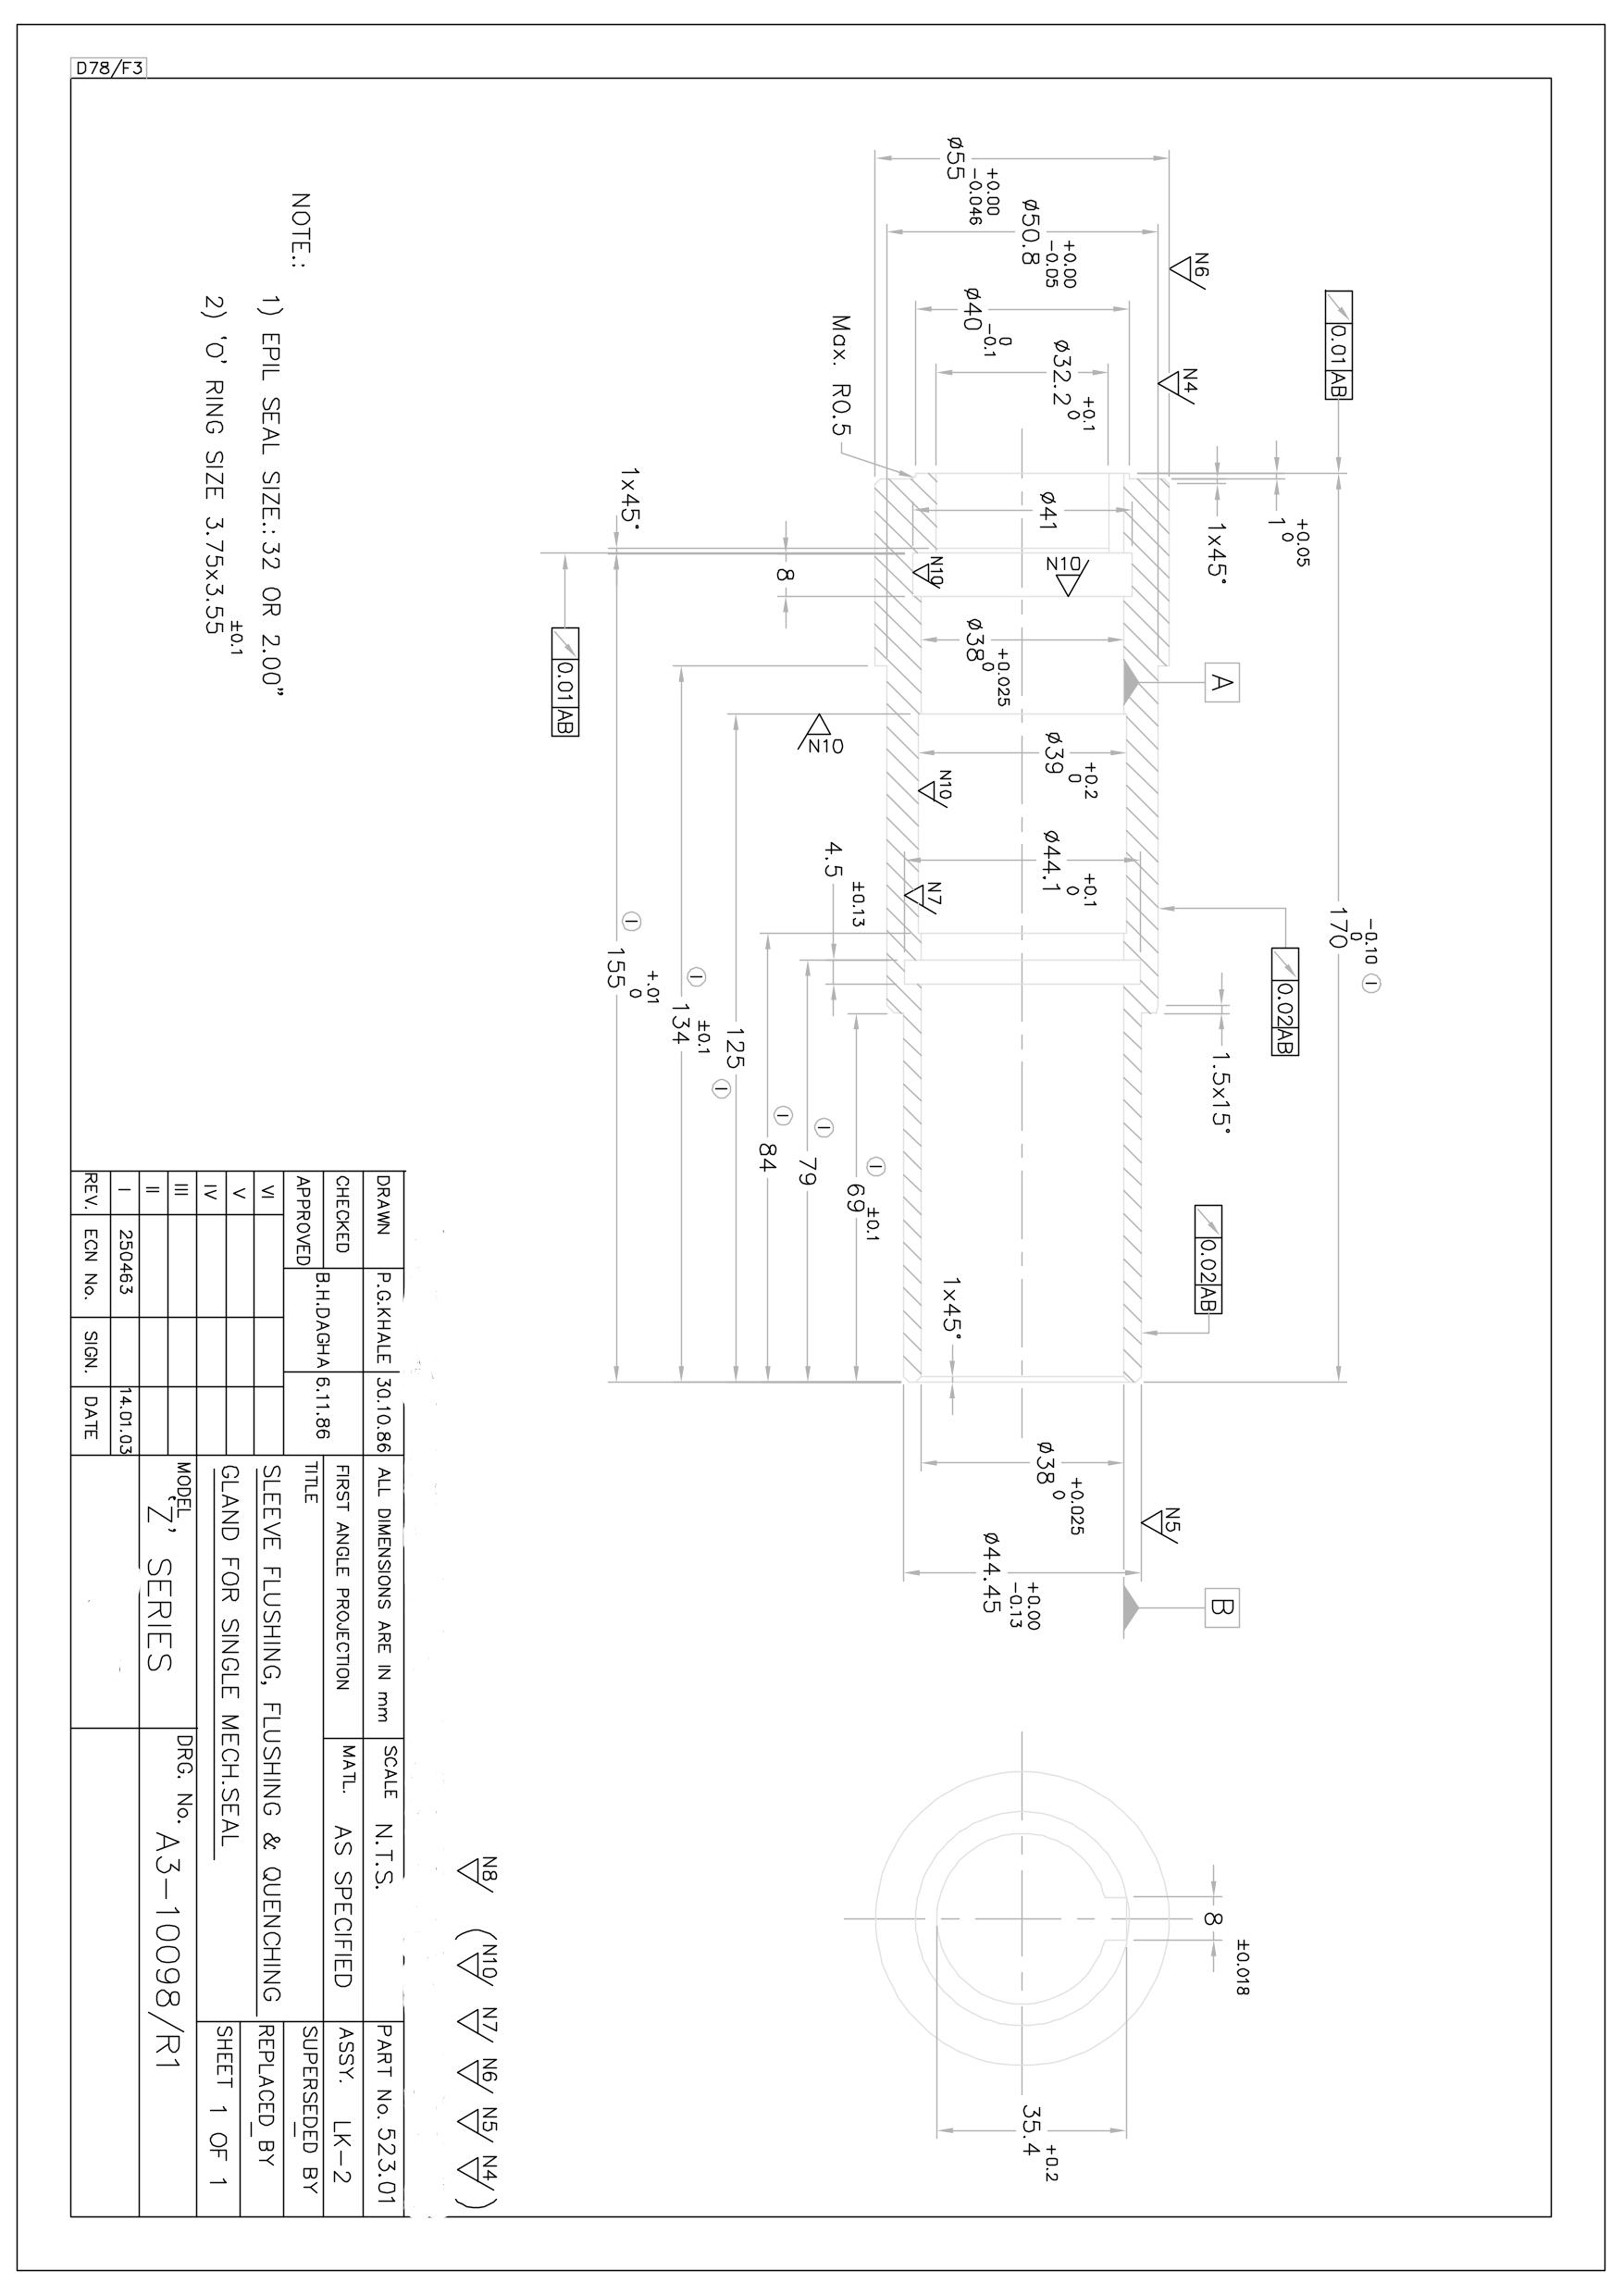 D78/F3
0.01 AB
170 -0.10 0 I
1 +0.05 0
1x45°
0.02 AB
1.5x15°
0.02 AB
A
B
N6
N4
N5
8 ±0.018
Ø55 +0.00 -0.046
Ø50.8 +0.00 -0.05
Ø40 0 -0.1
Ø32.2 +0.1 0
Ø41
N10
N10
Ø38 +0.025 0
Ø39 +0.2 0
N10
Ø44.1 +0.1 0
N7
Ø38 +0.025 0
Ø44.45 +0.00 -0.13
35.4 +0.2
Max. R0.5
1x45°
8
N10
4.5 ±0.13
1x45°
69 ±0.1 I
79 I
84 I
125 I
134 ±0.1 I
155 +.01 0 I
0.01 AB
N8 (N10 N7 N6 N5 N4)
NOTE.:
1) EPIL SEAL SIZE.:32 OR 2.00"
2) 'O' RING SIZE 3.75x3.55 ±0.1
DRAWN P.G.KHALE 30.10.86
CHECKED
APPROVED B.H.DAGHA 6.11.86
VI
V
IV
III
II
I 250463 14.01.03
REV. ECN No. SIGN. DATE
ALL DIMENSIONS ARE IN mm
SCALE N.T.S.
PART No. 523.01
FIRST ANGLE PROJECTION
MATL. AS SPECIFIED
ASSY. LK-2
TITLE
SLEEVE FLUSHING, FLUSHING & QUENCHING
GLAND FOR SINGLE MECH.SEAL
SUPERSEDED BY
_
REPLACED BY
_
SHEET 1 OF 1
MODEL
'Z' SERIES
DRG. No. A3-10098/R1